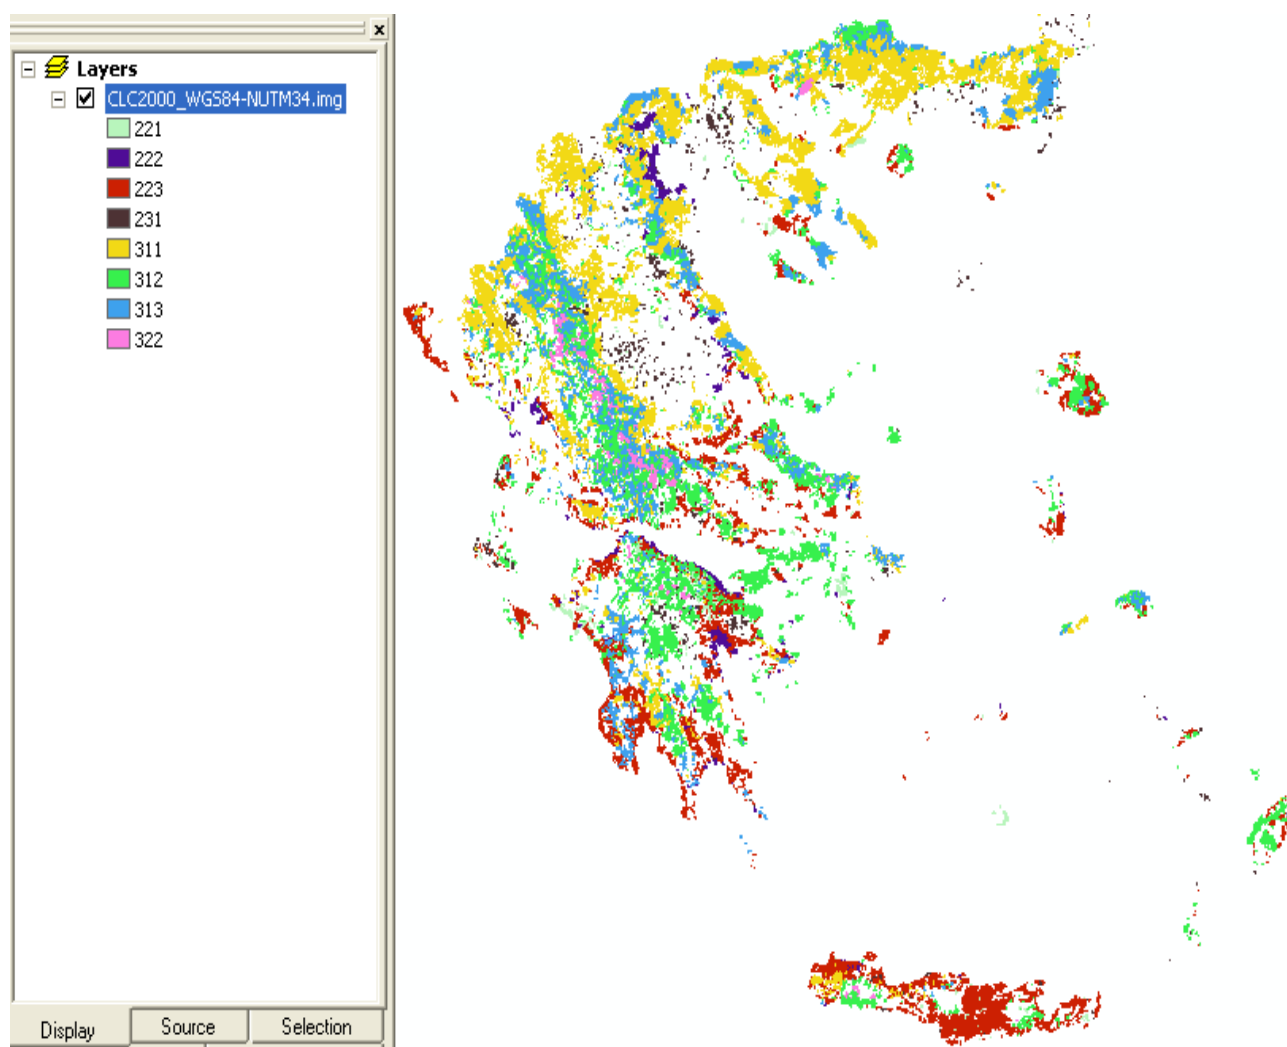 Layers
CLC2000_WGS84-NUTM34.img
221
222
223
231
311
312
313
322
Display Source Selection